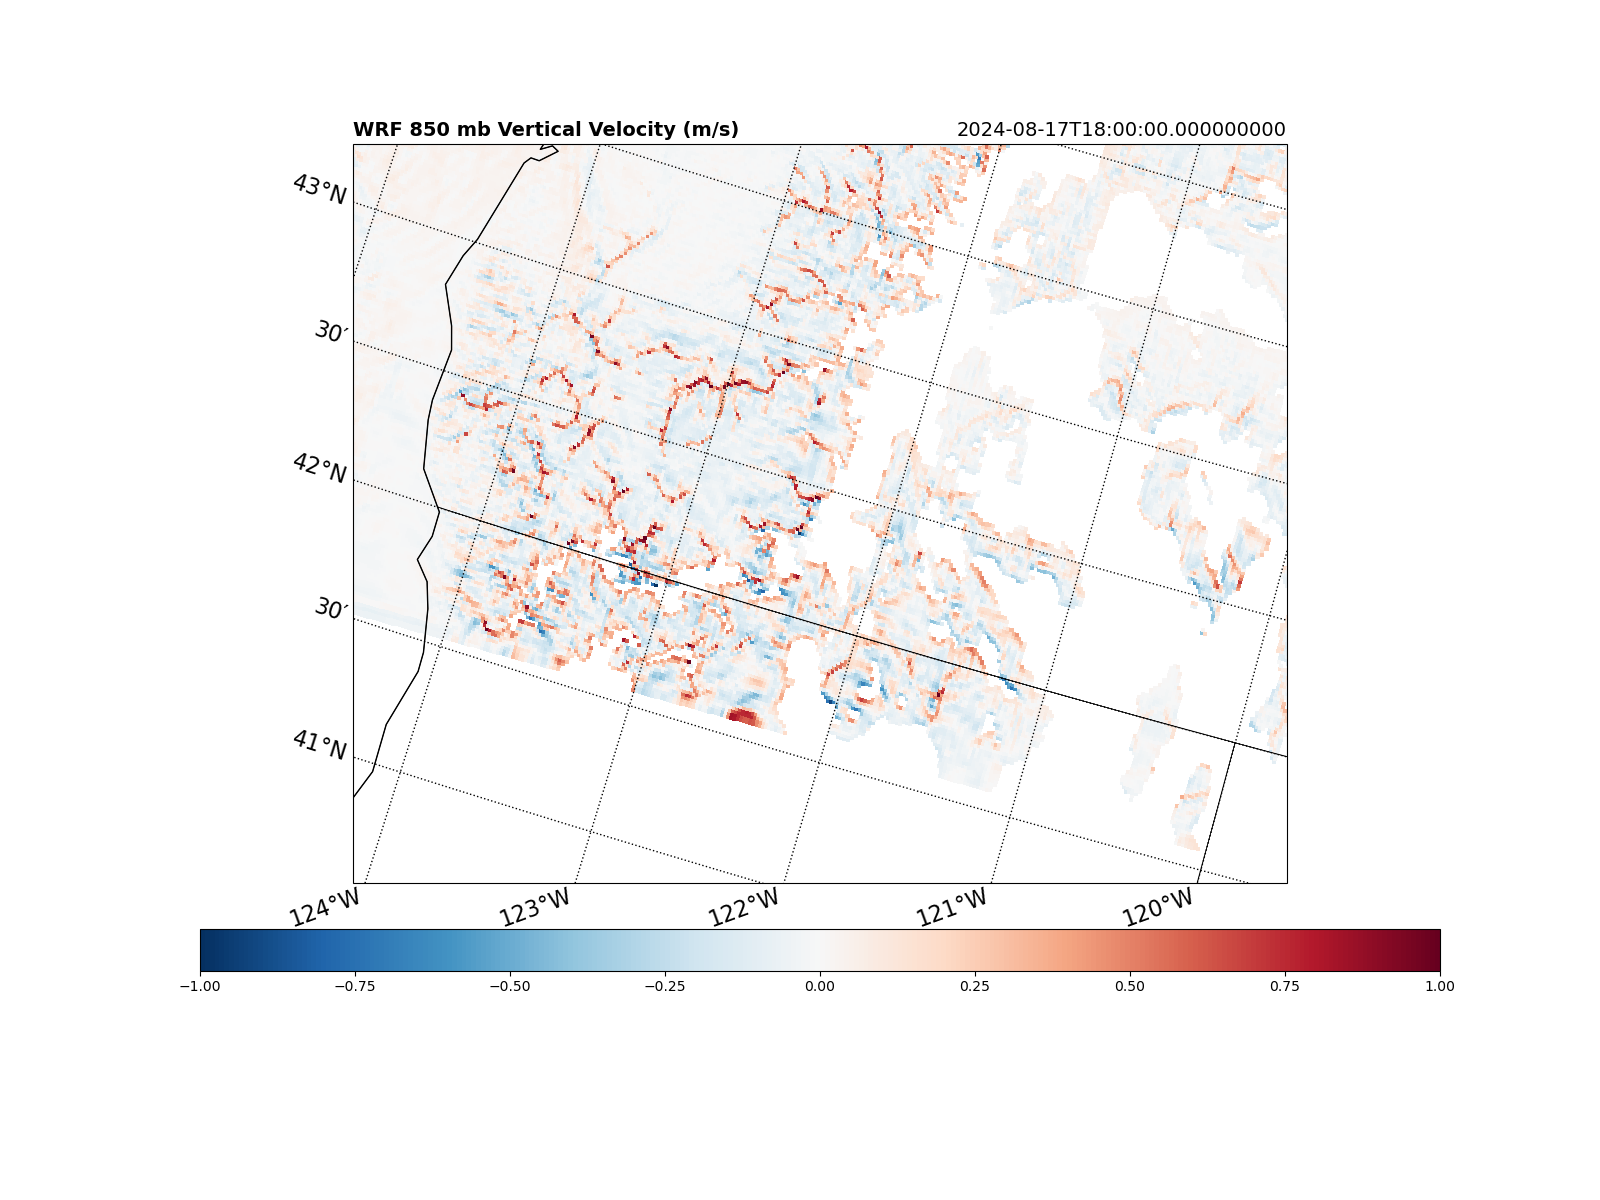 WRF 850 mb Vertical Velocity (m/s)
2024-08-17T18:00:00.000000000
43°N
30′
42°N
30′
41°N
124°W
123°W
122°W
121°W
120°W
−1.00
−0.75
−0.50
−0.25
0.00
0.25
0.50
0.75
1.00